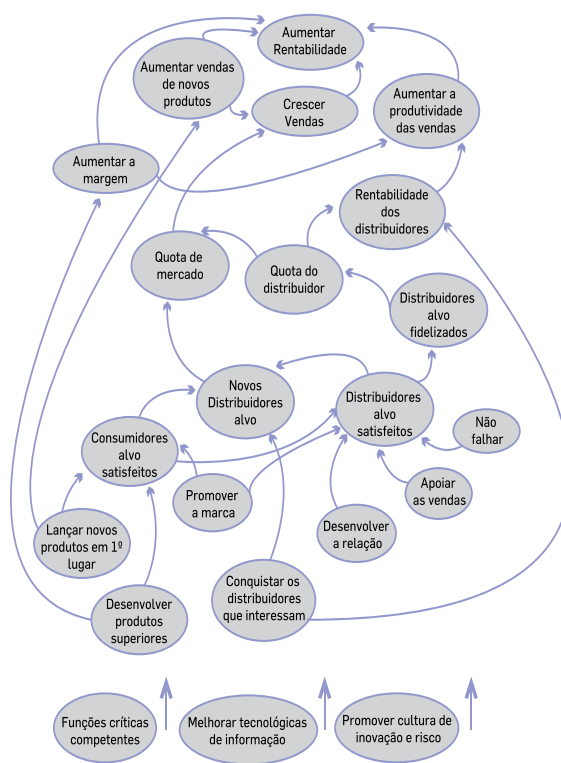 Aumentar
Rentabilidade
Aumentar vendas
de novos
produtos
Crescer
Vendas
Aumentar a
produtividade
das vendas
Aumentar a
margem
Rentabilidade
dos
distribuidores
Quota de
mercado
Quota do
distribuidor
Distribuidores
alvo
fidelizados
Novos
Distribuidores
alvo
Distribuidores
alvo
satisfeitos
Consumidores
alvo
satisfeitos
Não
falhar
Promover
a marca
Apoiar
as vendas
Lançar novos
produtos em 1º
lugar
Desenvolver
a relação
Desenvolver
produtos
superiores
Conquistar os
distribuidores
que interessam
Funções críticas
competentes
Melhorar tecnológicas
de informação
Promover cultura de
inovação e risco